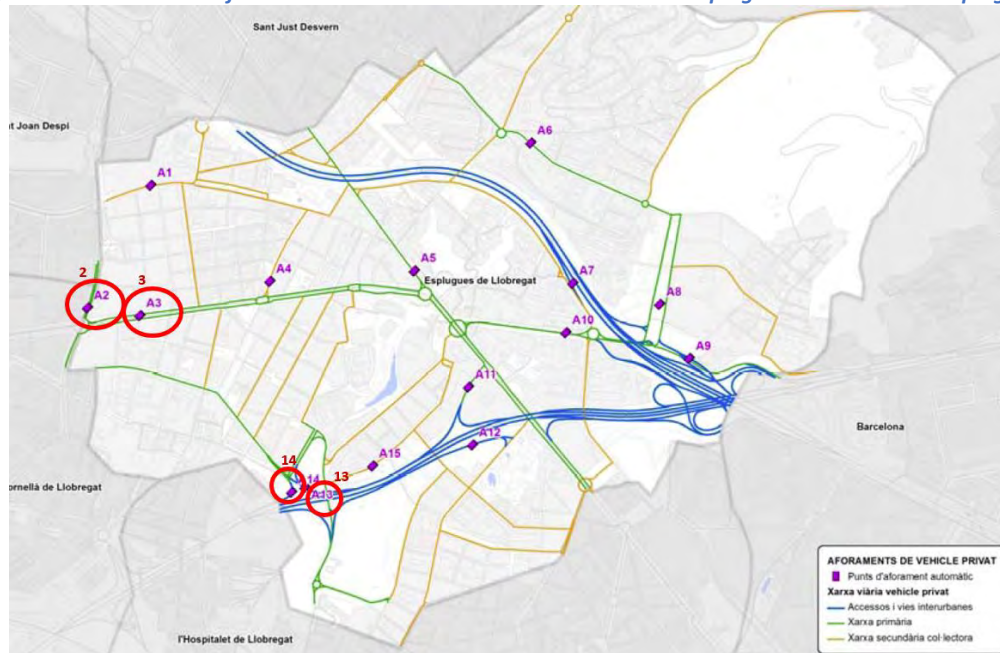 Sant Just Desvern
A6
t Joan Despí
A1
2
3
A4
A5
Esplugues de Llobregat
A7
A2
A3
A8
A10
A9
A11
Barcelona
A12
14
A15
13
14
A13
ornellà de Llobregat
l'Hospitalet de Llobregat
AFORAMENTS DE VEHICLE PRIVAT
Punts d'aforament automàtic
Xarxa viària vehicle privat
Accessos i vies interurbanes
Xarxa primària
Xarxa secundària col·lectora